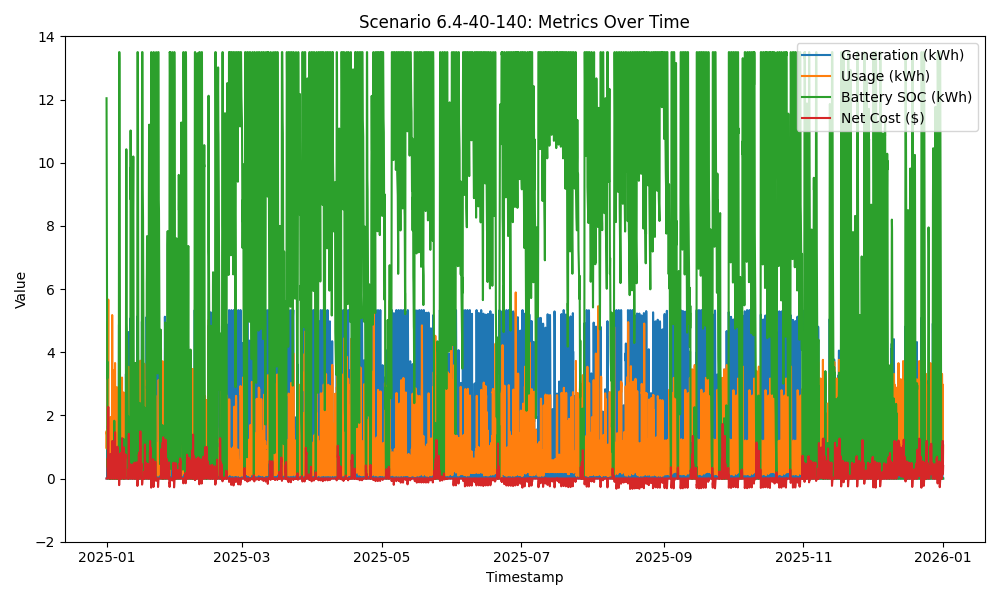 Scenario 6.4-40-140: Metrics Over Time
14
12
10
8
6
4
2
0
−2
Value
Generation (kWh)
Usage (kWh)
Battery SOC (kWh)
Net Cost ($)
2025-01
2025-03
2025-05
2025-07
2025-09
2025-11
2026-01
Timestamp